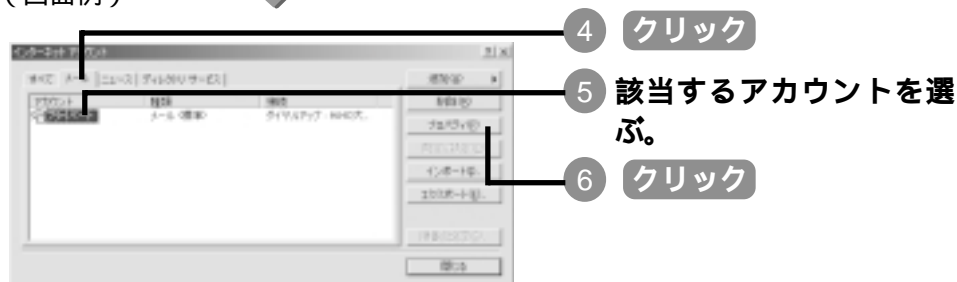 (画面例)
4 クリック
インターネット アカウント
すべて メール ニュース ディレクトリ サービス
追加(A)
5 該当するアカウントを選
ぶ。
アカウント 種類 接続
削除(R)
メール (標準) ダイヤルアップ:
プロパティ(P)
6 クリック
インポート(I)...
エクスポート(E)...
閉じる